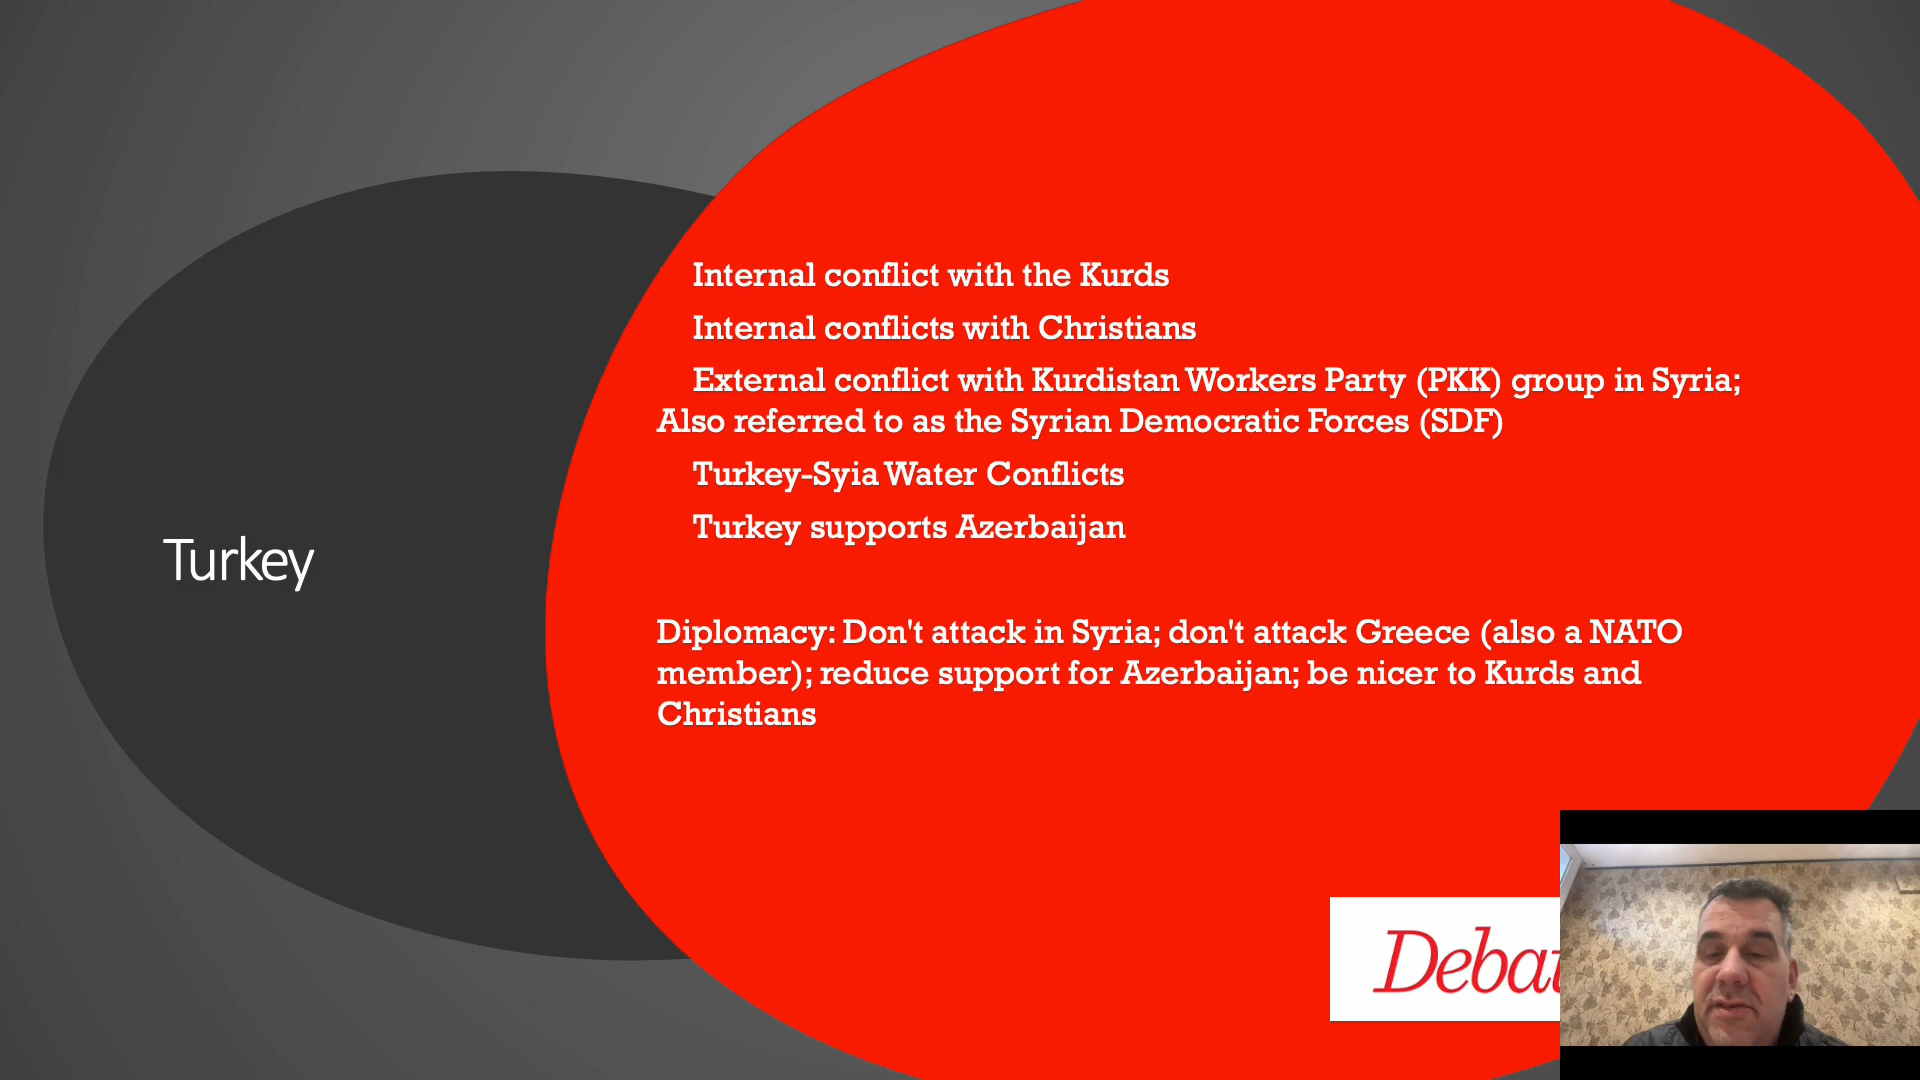 Turkey
Internal conflict with the Kurds
Internal conflicts with Christians
External conflict with Kurdistan Workers Party (PKK) group in Syria;
Also referred to as the Syrian Democratic Forces (SDF)
Turkey-Syia Water Conflicts
Turkey supports Azerbaijan
Diplomacy: Don't attack in Syria; don't attack Greece (also a NATO
member); reduce support for Azerbaijan; be nicer to Kurds and
Christians